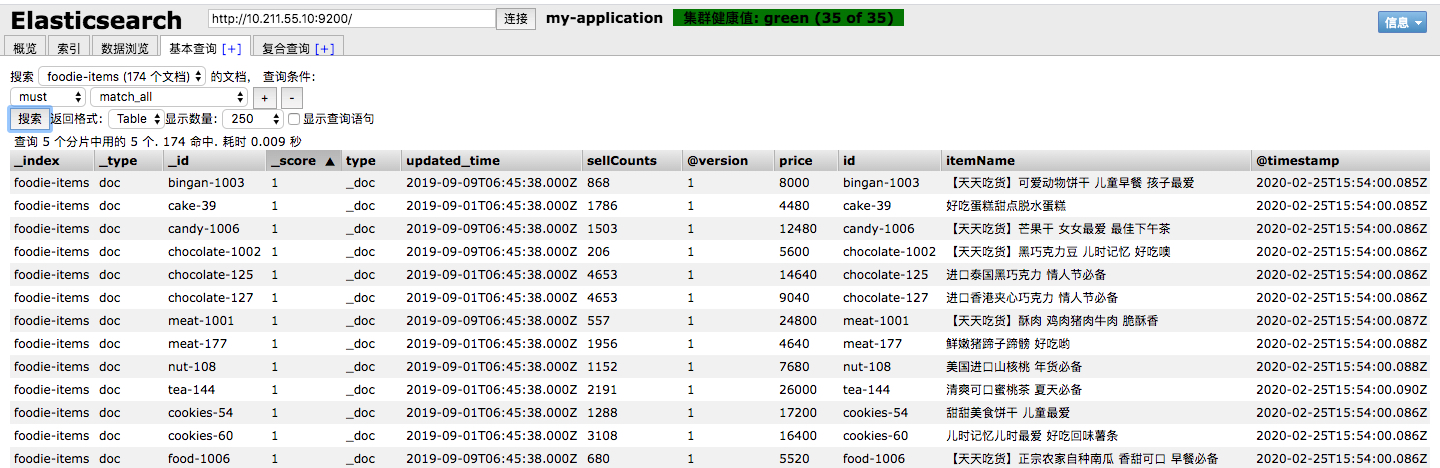 Elasticsearch http://10.211.55.10:9200/ 连接 my-application 集群健康值: green (35 of 35) 信息
概览 索引 数据浏览 基本查询 [+] 复合查询 [+]
搜索 foodie-items (174 个文档) 的文档, 查询条件:
must match_all + -
搜索 返回格式: Table 显示数量: 250 显示查询语句
查询 5 个分片中用的 5 个. 174 命中. 耗时 0.009 秒
_index _type _id _score ▲ type updated_time sellCounts @version price id itemName @timestamp
foodie-items doc bingan-1003 1 _doc 2019-09-09T06:45:38.000Z 868 1 8000 bingan-1003 【天天吃货】可爱动物饼干 儿童早餐 孩子最爱 2020-02-25T15:54:00.085Z
foodie-items doc cake-39 1 _doc 2019-09-01T06:45:38.000Z 1786 1 4480 cake-39 好吃蛋糕甜点脱水蛋糕 2020-02-25T15:54:00.085Z
foodie-items doc candy-1006 1 _doc 2019-09-09T06:45:38.000Z 1503 1 12480 candy-1006 【天天吃货】芒果干 女女最爱 最佳下午茶 2020-02-25T15:54:00.086Z
foodie-items doc chocolate-1002 1 _doc 2019-09-09T06:45:38.000Z 206 1 5600 chocolate-1002 【天天吃货】黑巧克力豆 儿时记忆 好吃噢 2020-02-25T15:54:00.086Z
foodie-items doc chocolate-125 1 _doc 2019-09-01T06:45:38.000Z 4653 1 14640 chocolate-125 进口泰国黑巧克力 情人节必备 2020-02-25T15:54:00.086Z
foodie-items doc chocolate-127 1 _doc 2019-09-01T06:45:38.000Z 4653 1 9040 chocolate-127 进口香港夹心巧克力 情人节必备 2020-02-25T15:54:00.086Z
foodie-items doc meat-1001 1 _doc 2019-09-09T06:45:38.000Z 557 1 24800 meat-1001 【天天吃货】酥肉 鸡肉猪肉牛肉 脆酥香 2020-02-25T15:54:00.087Z
foodie-items doc meat-177 1 _doc 2019-09-09T06:45:38.000Z 1956 1 4640 meat-177 鲜嫩猪蹄子蹄髈 好吃哟 2020-02-25T15:54:00.088Z
foodie-items doc nut-108 1 _doc 2019-09-01T06:45:38.000Z 1152 1 7680 nut-108 美国进口山核桃 年货必备 2020-02-25T15:54:00.088Z
foodie-items doc tea-144 1 _doc 2019-09-01T06:45:38.000Z 2191 1 26000 tea-144 清爽可口蜜桃茶 夏天必备 2020-02-25T15:54:00.090Z
foodie-items doc cookies-54 1 _doc 2019-09-01T06:45:38.000Z 1288 1 17200 cookies-54 甜甜美食饼干 儿童最爱 2020-02-25T15:54:00.086Z
foodie-items doc cookies-60 1 _doc 2019-09-01T06:45:38.000Z 3108 1 16400 cookies-60 儿时记忆儿时最爱 好吃回味薯条 2020-02-25T15:54:00.086Z
foodie-items doc food-1006 1 _doc 2019-09-09T06:45:38.000Z 680 1 5520 food-1006 【天天吃货】正宗农家自种南瓜 香甜可口 早餐必备 2020-02-25T15:54:00.086Z